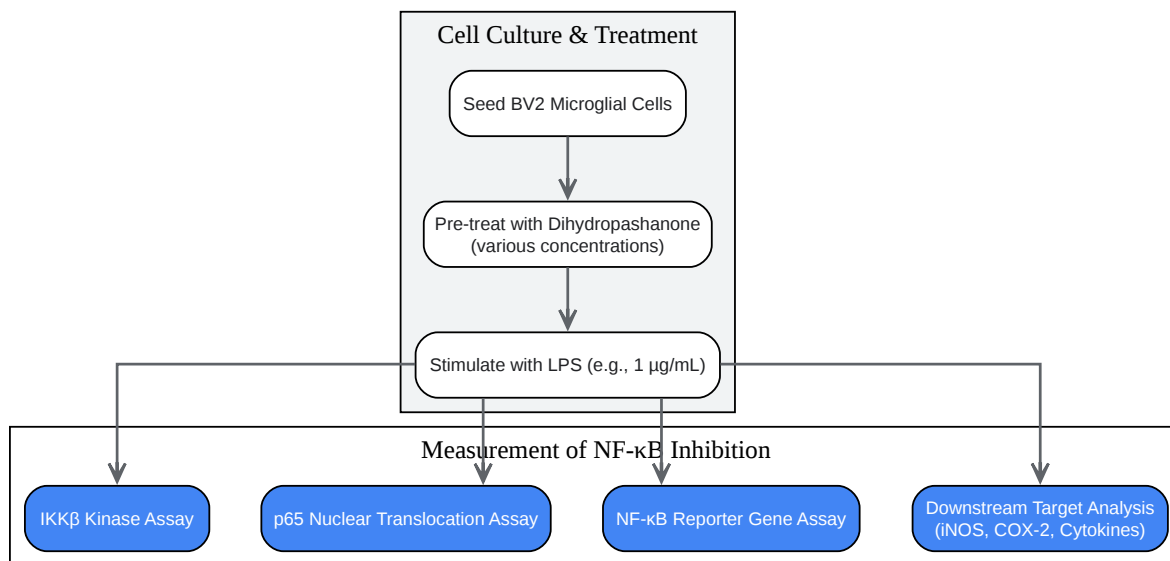 Cell Culture & Treatment
Seed BV2 Microglial Cells
Pre-treat with Dihydropashanone
(various concentrations)
Stimulate with LPS (e.g., 1 µg/mL)
Measurement of NF-κB Inhibition
IKKβ Kinase Assay
p65 Nuclear Translocation Assay
NF-κB Reporter Gene Assay
Downstream Target Analysis
(iNOS, COX-2, Cytokines)